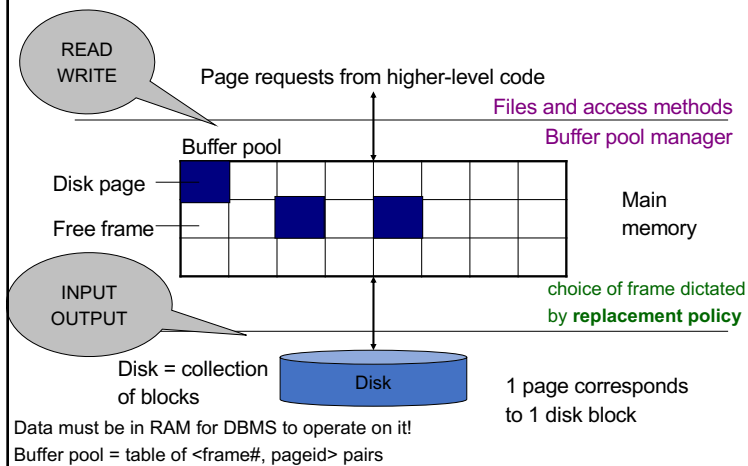 READ
WRITE
Page requests from higher-level code
Files and access methods
Buffer pool manager
Buffer pool
Disk page
Free frame
Main
memory
INPUT
OUTPUT
choice of frame dictated
by replacement policy
Disk = collection
of blocks
Disk
1 page corresponds
to 1 disk block
Data must be in RAM for DBMS to operate on it!
Buffer pool = table of <frame#, pageid> pairs